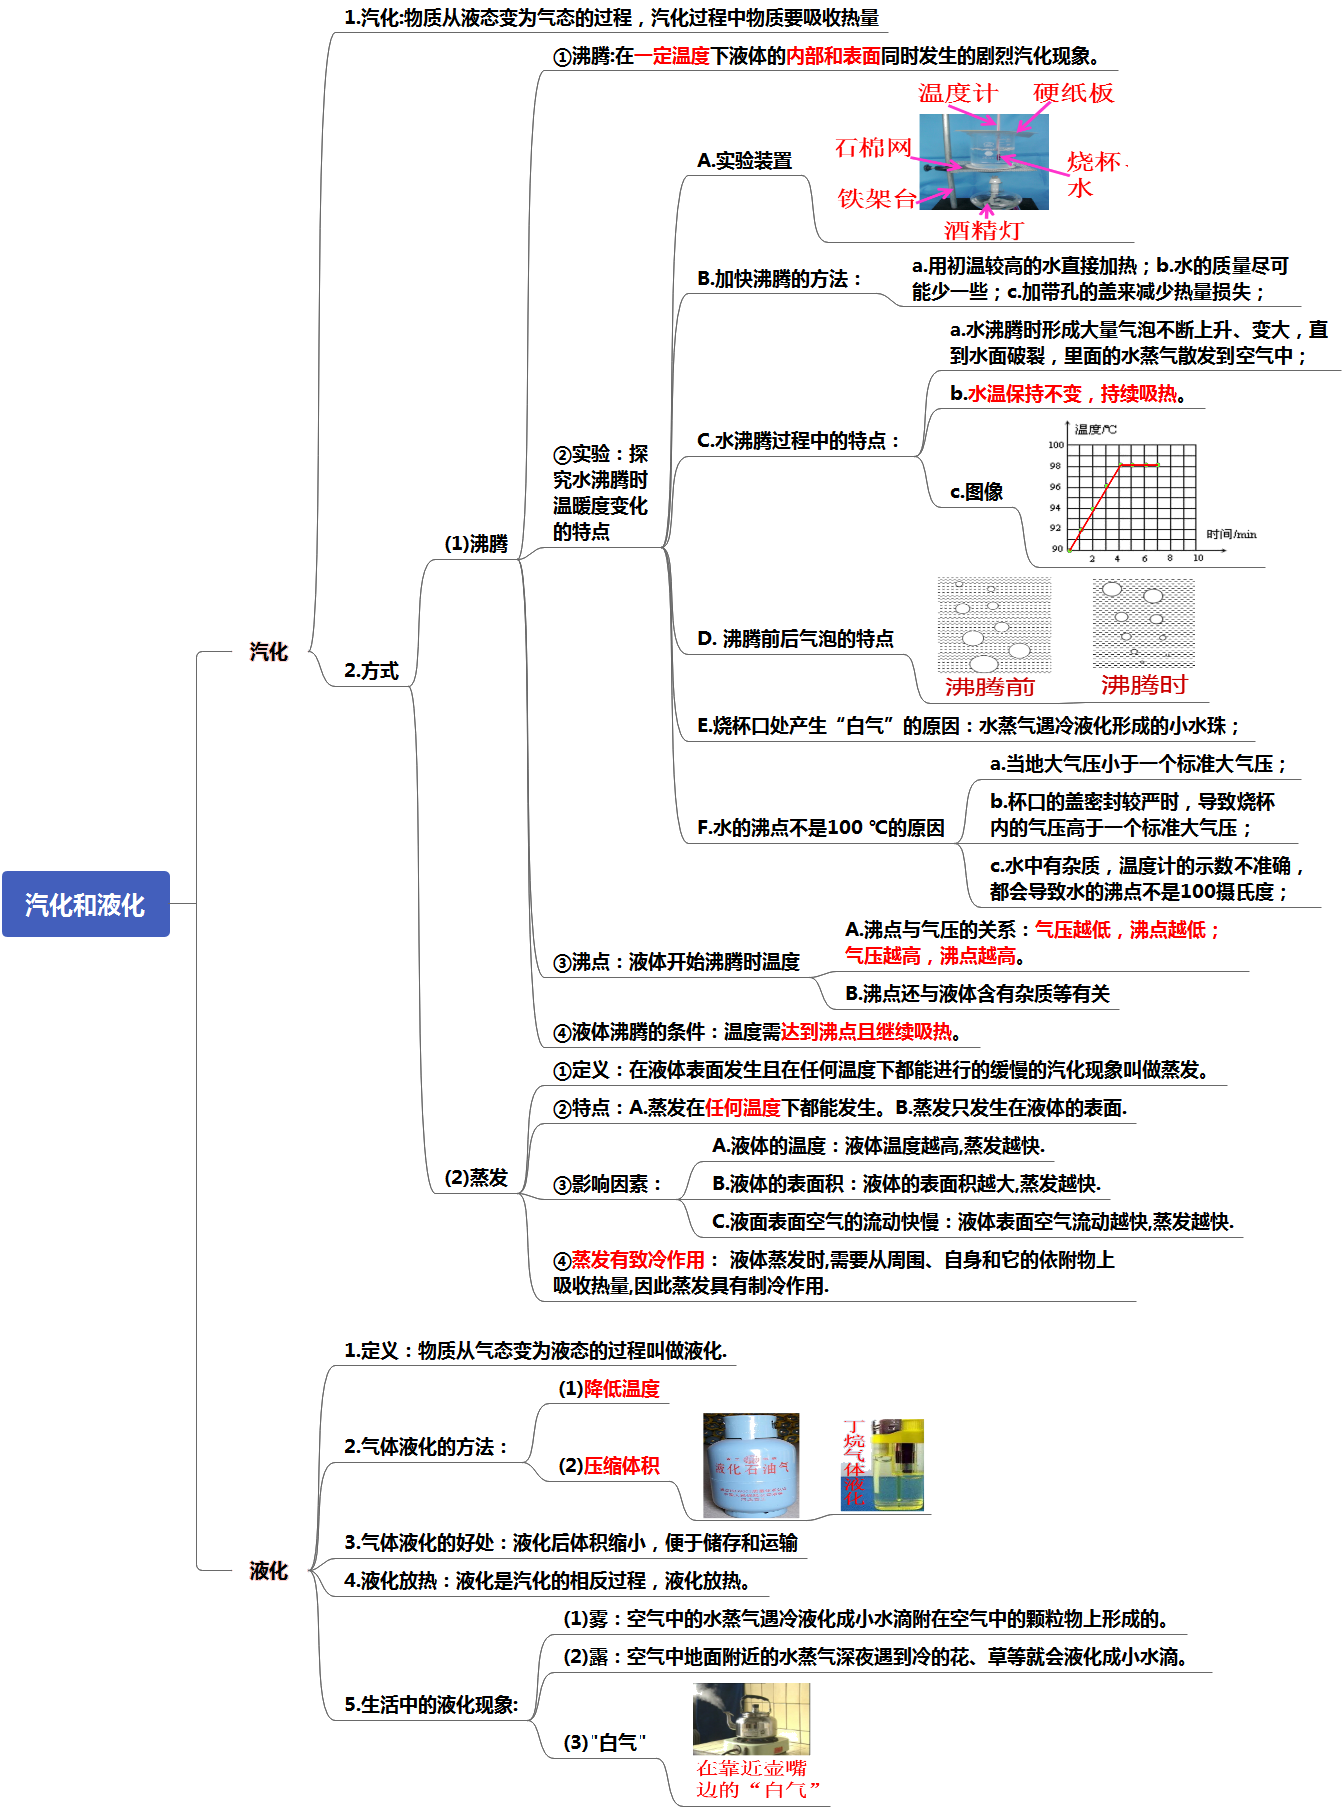 1.汽化:物质从液态变为气态的过程，汽化过程中物质要吸收热量
①沸腾:在一定温度下液体的内部和表面同时发生的剧烈汽化现象。
温度计 硬纸板
石棉网
烧杯、
水
铁架台
酒精灯
A.实验装置
B.加快沸腾的方法：
a.用初温较高的水直接加热；b.水的质量尽可
能少一些；c.加带孔的盖来减少热量损失；
a.水沸腾时形成大量气泡不断上升、变大，直
到水面破裂，里面的水蒸气散发到空气中；
b.水温保持不变，持续吸热。
C.水沸腾过程中的特点：
c.图像
温度/℃
100
98
96
94
92
90
2 4 6 8 10
时间/min
②实验：探
究水沸腾时
温暖度变化
的特点
(1)沸腾
D. 沸腾前后气泡的特点
沸腾前 沸腾时
汽化
2.方式
E.烧杯口处产生“白气”的原因：水蒸气遇冷液化形成的小水珠；
a.当地大气压小于一个标准大气压；
b.杯口的盖密封较严时，导致烧杯
内的气压高于一个标准大气压；
F.水的沸点不是100 ℃的原因
c.水中有杂质，温度计的示数不准确，
都会导致水的沸点不是100摄氏度；
汽化和液化
A.沸点与气压的关系：气压越低，沸点越低；
气压越高，沸点越高。
③沸点：液体开始沸腾时温度
B.沸点还与液体含有杂质等有关
④液体沸腾的条件：温度需达到沸点且继续吸热。
①定义：在液体表面发生且在任何温度下都能进行的缓慢的汽化现象叫做蒸发。
②特点：A.蒸发在任何温度下都能发生。B.蒸发只发生在液体的表面.
(2)蒸发
③影响因素：
A.液体的温度：液体温度越高,蒸发越快.
B.液体的表面积：液体的表面积越大,蒸发越快.
C.液面表面空气的流动快慢：液体表面空气流动越快,蒸发越快.
④蒸发有致冷作用： 液体蒸发时,需要从周围、自身和它的依附物上
吸收热量,因此蒸发具有制冷作用.
1.定义：物质从气态变为液态的过程叫做液化.
(1)降低温度
2.气体液化的方法：
(2)压缩体积
液化石油气
丁烷气体液化
3.气体液化的好处：液化后体积缩小，便于储存和运输
液化
4.液化放热：液化是汽化的相反过程，液化放热。
(1)雾：空气中的水蒸气遇冷液化成小水滴附在空气中的颗粒物上形成的。
(2)露：空气中地面附近的水蒸气深夜遇到冷的花、草等就会液化成小水滴。
5.生活中的液化现象:
(3)"白气"
在靠近壶嘴
边的“白气”